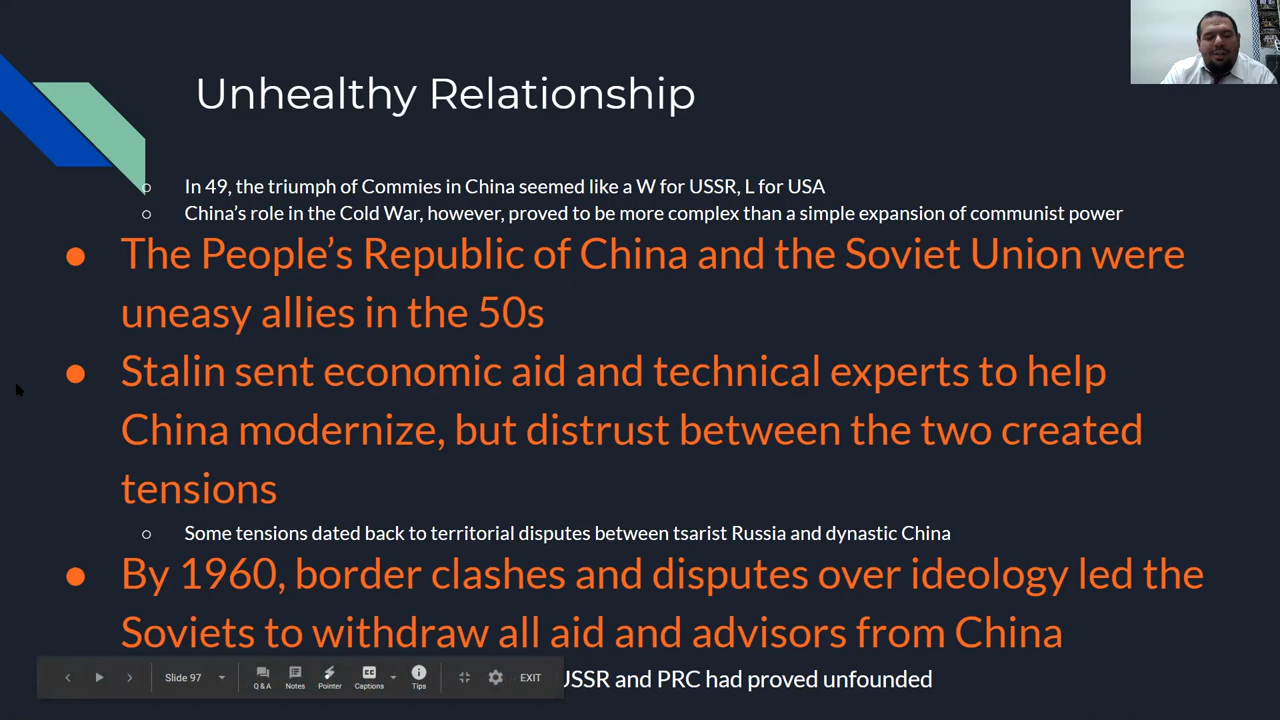 Unhealthy Relationship
○ In 49, the triumph of Commies in China seemed like a W for USSR, L for USA
○ China's role in the Cold War, however, proved to be more complex than a simple expansion of communist power
● The People's Republic of China and the Soviet Union were
uneasy allies in the 50s
● Stalin sent economic aid and technical experts to help
China modernize, but distrust between the two created
tensions
○ Some tensions dated back to territorial disputes between tsarist Russia and dynastic China
● By 1960, border clashes and disputes over ideology led the
Soviets to withdraw all aid and advisors from China
USSR and PRC had proved unfounded
Slide 97 Q & A Notes Pointer Captions Tips EXIT